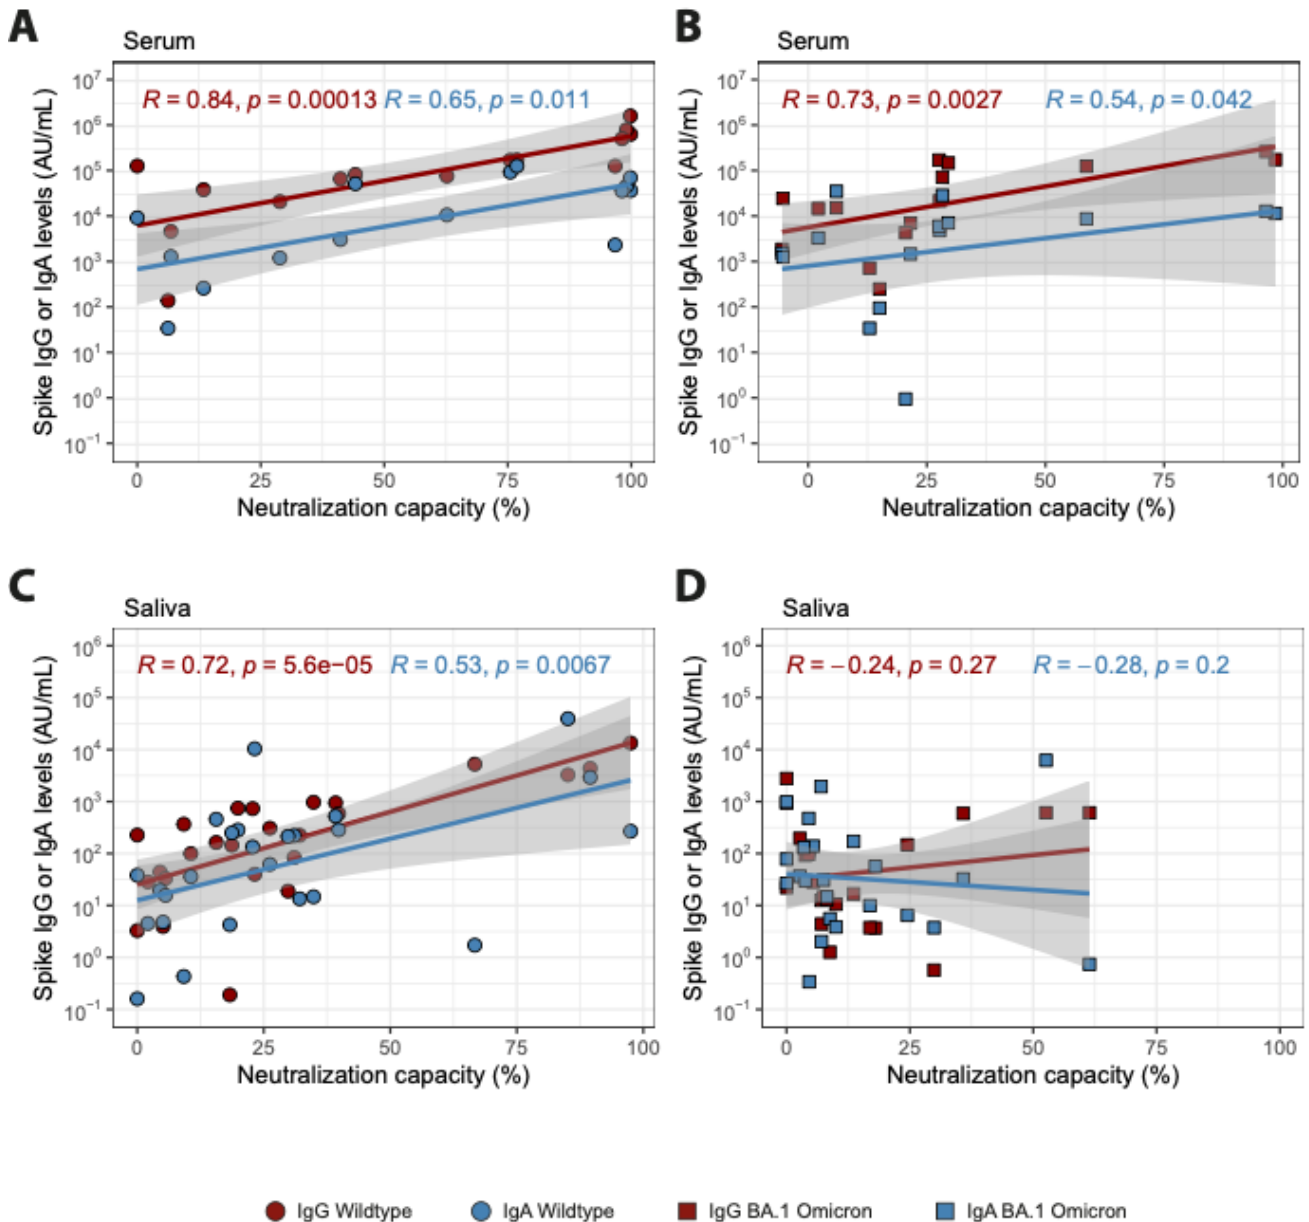 A
Serum
R = 0.84, p = 0.00013 R = 0.65, p = 0.011
Spike IgG or IgA levels (AU/mL)
10⁷
10⁶
10⁵
10⁴
10³
10²
10¹
10⁰
10⁻¹
0 25 50 75 100
Neutralization capacity (%)
B
Serum
R = 0.73, p = 0.0027 R = 0.54, p = 0.042
Spike IgG or IgA levels (AU/mL)
10⁷
10⁶
10⁵
10⁴
10³
10²
10¹
10⁰
10⁻¹
0 25 50 75 100
Neutralization capacity (%)
C
Saliva
R = 0.72, p = 5.6e−05 R = 0.53, p = 0.0067
Spike IgG or IgA levels (AU/mL)
10⁶
10⁵
10⁴
10³
10²
10¹
10⁰
10⁻¹
0 25 50 75 100
Neutralization capacity (%)
D
Saliva
R = −0.24, p = 0.27 R = −0.28, p = 0.2
Spike IgG or IgA levels (AU/mL)
10⁶
10⁵
10⁴
10³
10²
10¹
10⁰
10⁻¹
0 25 50 75 100
Neutralization capacity (%)
IgG Wildtype IgA Wildtype IgG BA.1 Omicron IgA BA.1 Omicron